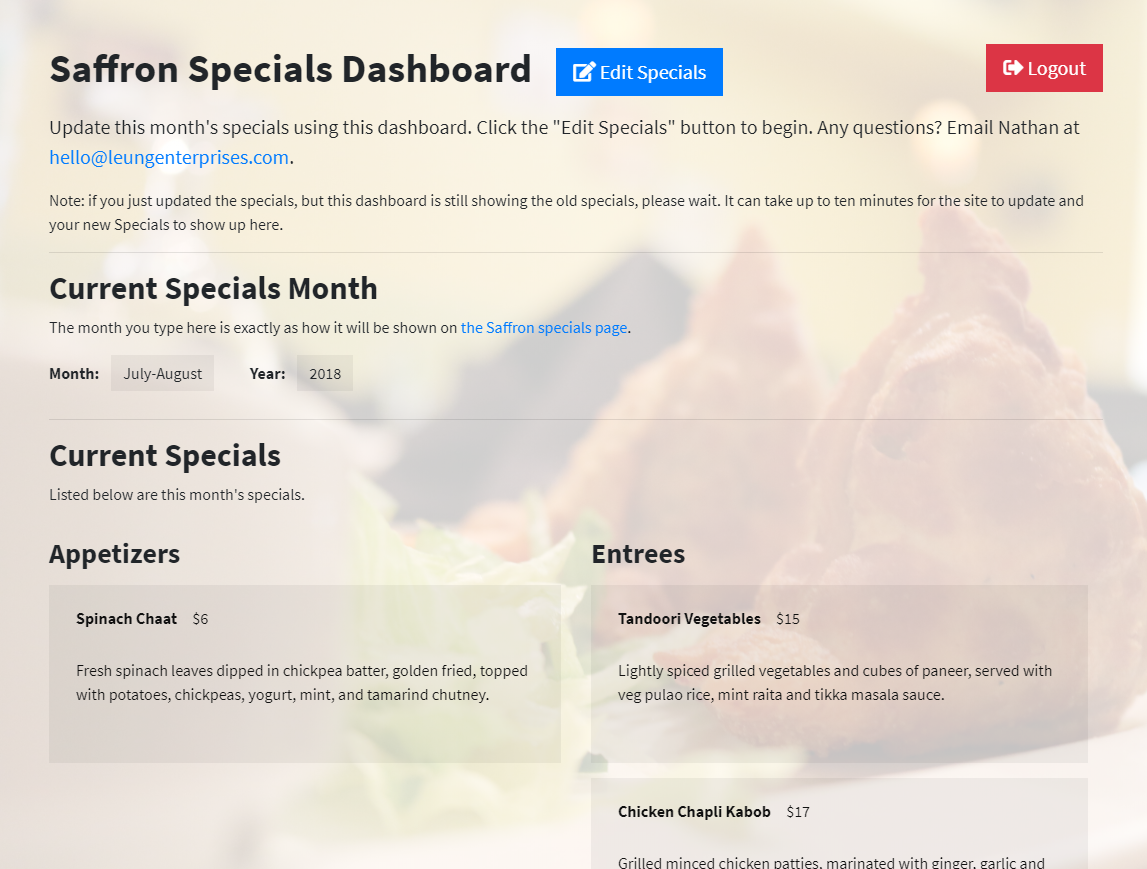 Saffron Specials Dashboard
Edit Specials
Logout
Update this month's specials using this dashboard. Click the "Edit Specials" button to begin. Any questions? Email Nathan at
hello@leungenterprises.com.
Note: if you just updated the specials, but this dashboard is still showing the old specials, please wait. It can take up to ten minutes for the site to update and
your new Specials to show up here.
Current Specials Month
The month you type here is exactly as how it will be shown on the Saffron specials page.
Month: July-August Year: 2018
Current Specials
Listed below are this month's specials.
Appetizers
Spinach Chaat $6
Fresh spinach leaves dipped in chickpea batter, golden fried, topped
with potatoes, chickpeas, yogurt, mint, and tamarind chutney.
Entrees
Tandoori Vegetables $15
Lightly spiced grilled vegetables and cubes of paneer, served with
veg pulao rice, mint raita and tikka masala sauce.
Chicken Chapli Kabob $17
Grilled minced chicken patties, marinated with ginger, garlic and